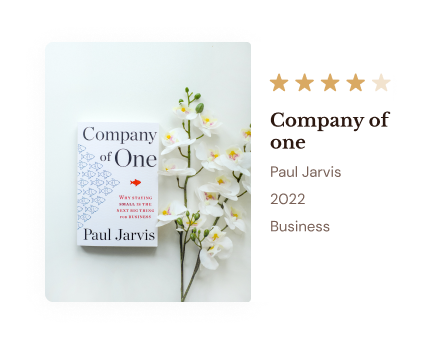 Company
of One
Why staying
small is the
next big thing
for business
Paul Jarvis
Company of
one
Paul Jarvis
2022
Business